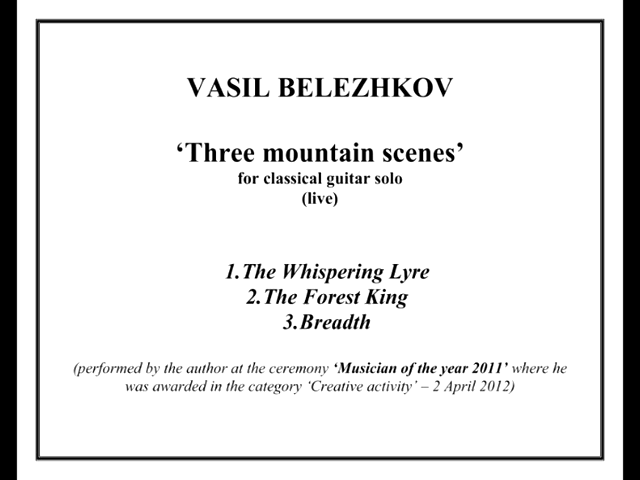 VASIL BELEZHKOV
‘Three mountain scenes’
for classical guitar solo
(live)
1.The Whispering Lyre
2.The Forest King
3.Breadth
(performed by the author at the ceremony ‘Musician of the year 2011’ where he
was awarded in the category ‘Creative activity’ – 2 April 2012)